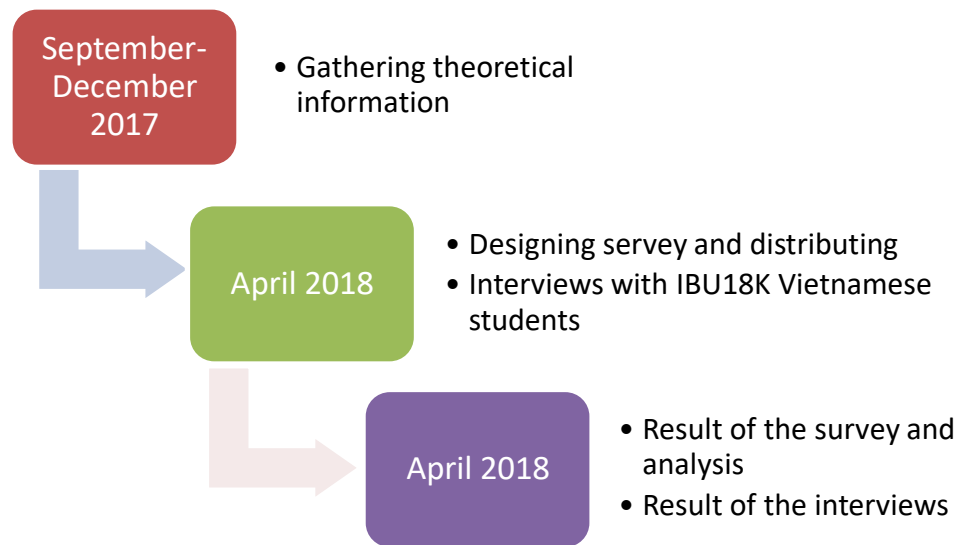 September-
December
2017
• Gathering theoretical
information
April 2018
• Designing servey and distributing
• Interviews with IBU18K Vietnamese
students
April 2018
• Result of the survey and
analysis
• Result of the interviews